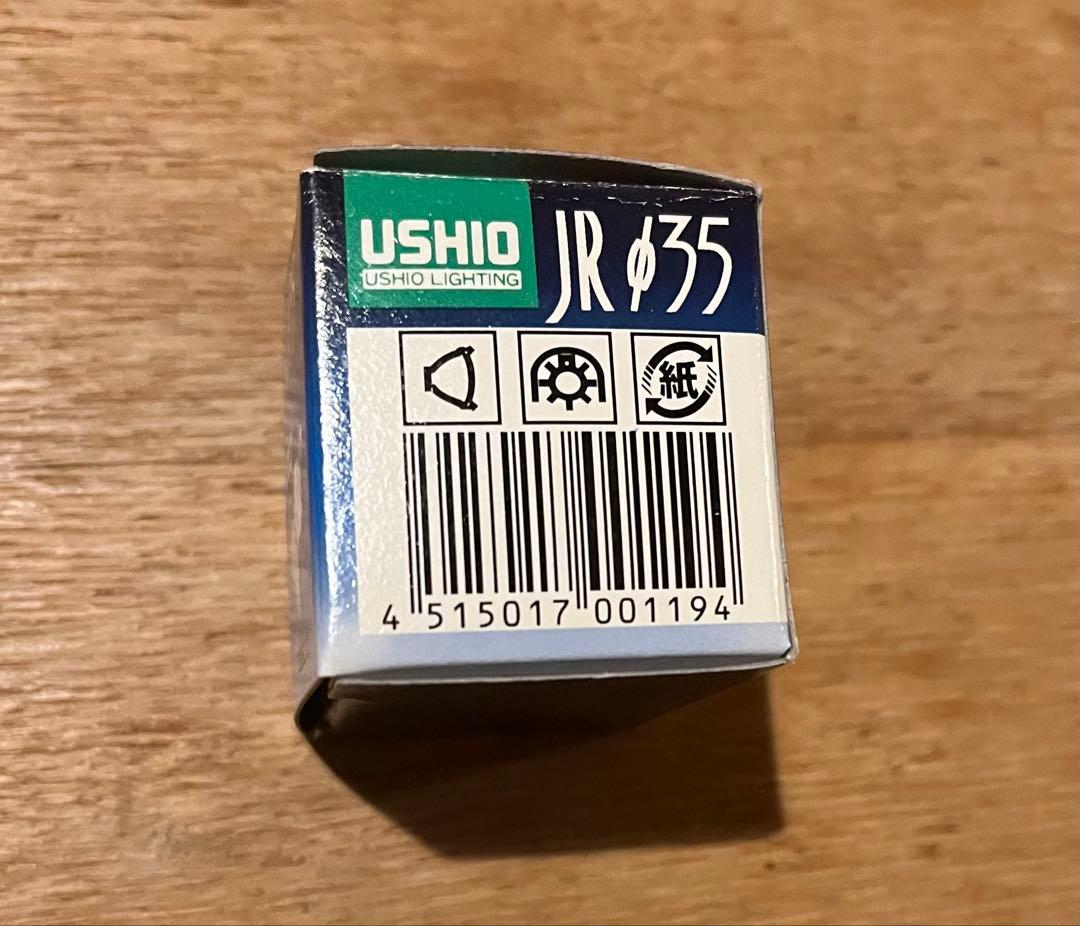 USHIO
USHIO LIGHTING
JR φ35
紙
4 515017 001194